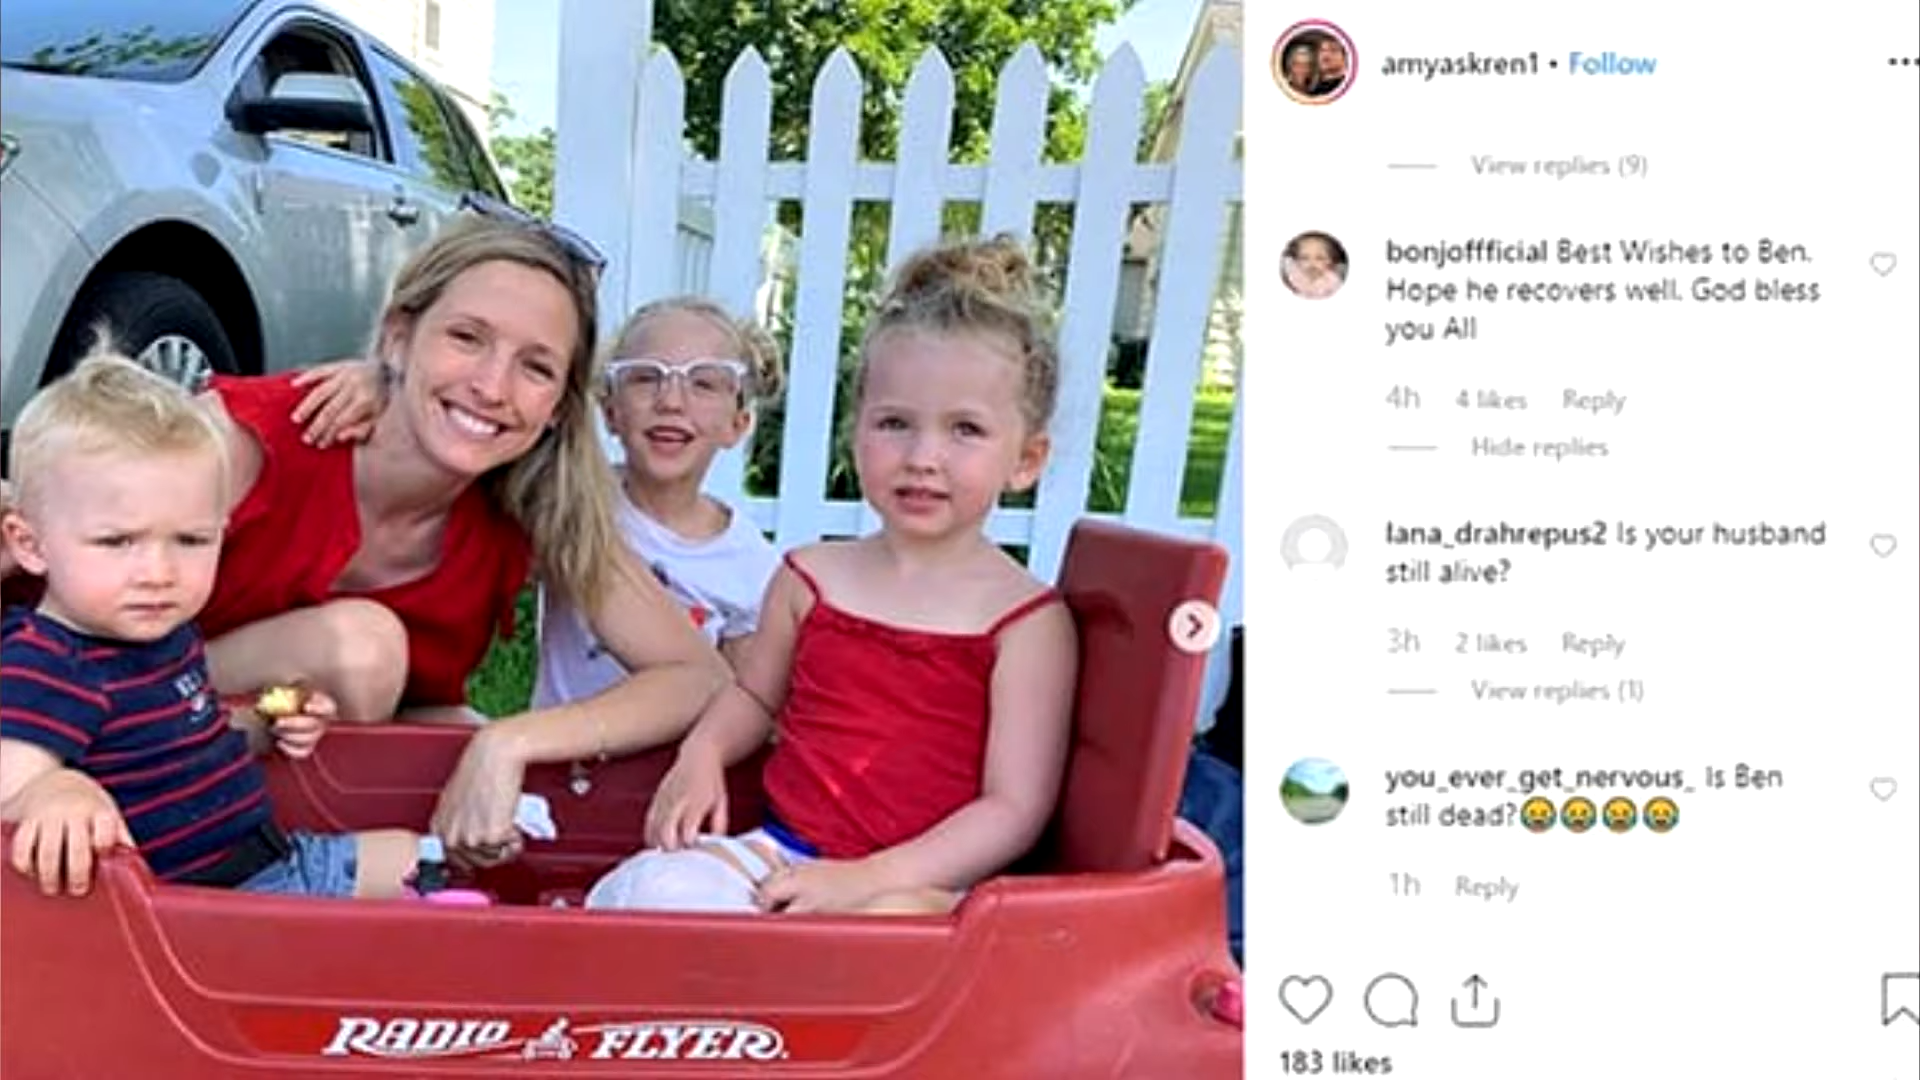 amyaskren1 • Follow
View replies (9)
bonjoffficial Best Wishes to Ben.
Hope he recovers well. God bless
you All
4h 4 likes Reply
Hide replies
lana_drahrepus2 Is your husband
still alive?
3h 2 likes Reply
View replies (1)
you_ever_get_nervous_ Is Ben
still dead?😂😂😂😂
1h Reply
183 likes
RADIO FLYER